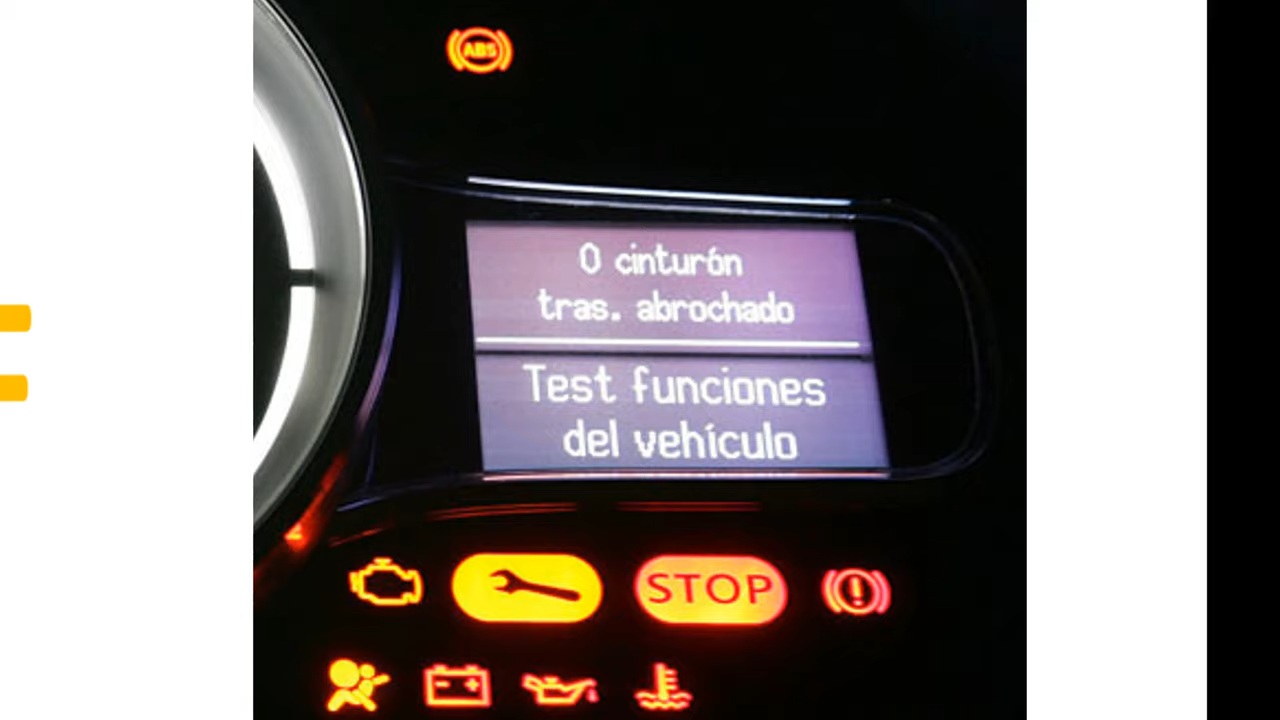 ABS
0 cinturón
tras. abrochado
Test funciones
del vehículo
STOP